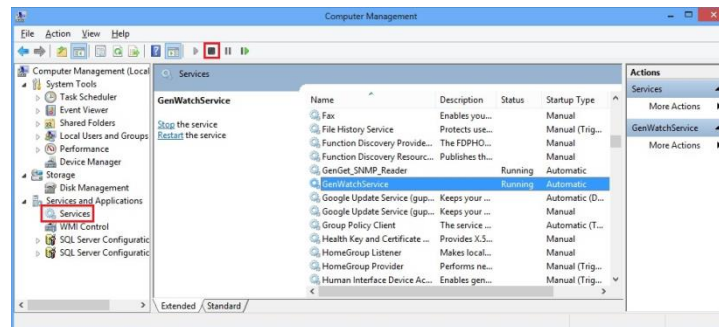 Computer Management
File Action View Help
Computer Management (Local
System Tools
Task Scheduler
Event Viewer
Shared Folders
Local Users and Groups
Performance
Device Manager
Storage
Disk Management
Services and Applications
Services
WMI Control
SQL Server Configuratic
SQL Server Configuratic
Services
GenWatchService
Stop the service
Restart the service
Name Description Status Startup Type
Fax Enables you... Manual
File History Service Protects use... Manual (Trig...
Function Discovery Provide... The FDPHO... Manual
Function Discovery Resourc... Publishes th... Manual
GenGet_SNMP_Reader Running Automatic
GenWatchService Running Automatic
Google Update Service (gup... Keeps your ... Automatic (D...
Google Update Service (gup... Keeps your ... Manual
Group Policy Client The service ... Automatic (T...
Health Key and Certificate ... Provides X.5... Manual
HomeGroup Listener Makes local... Manual
HomeGroup Provider Performs ne... Manual (Trig...
Human Interface Device Ac... Enables gen... Manual (Trig...
Extended Standard
Actions
Services
More Actions
GenWatchService
More Actions